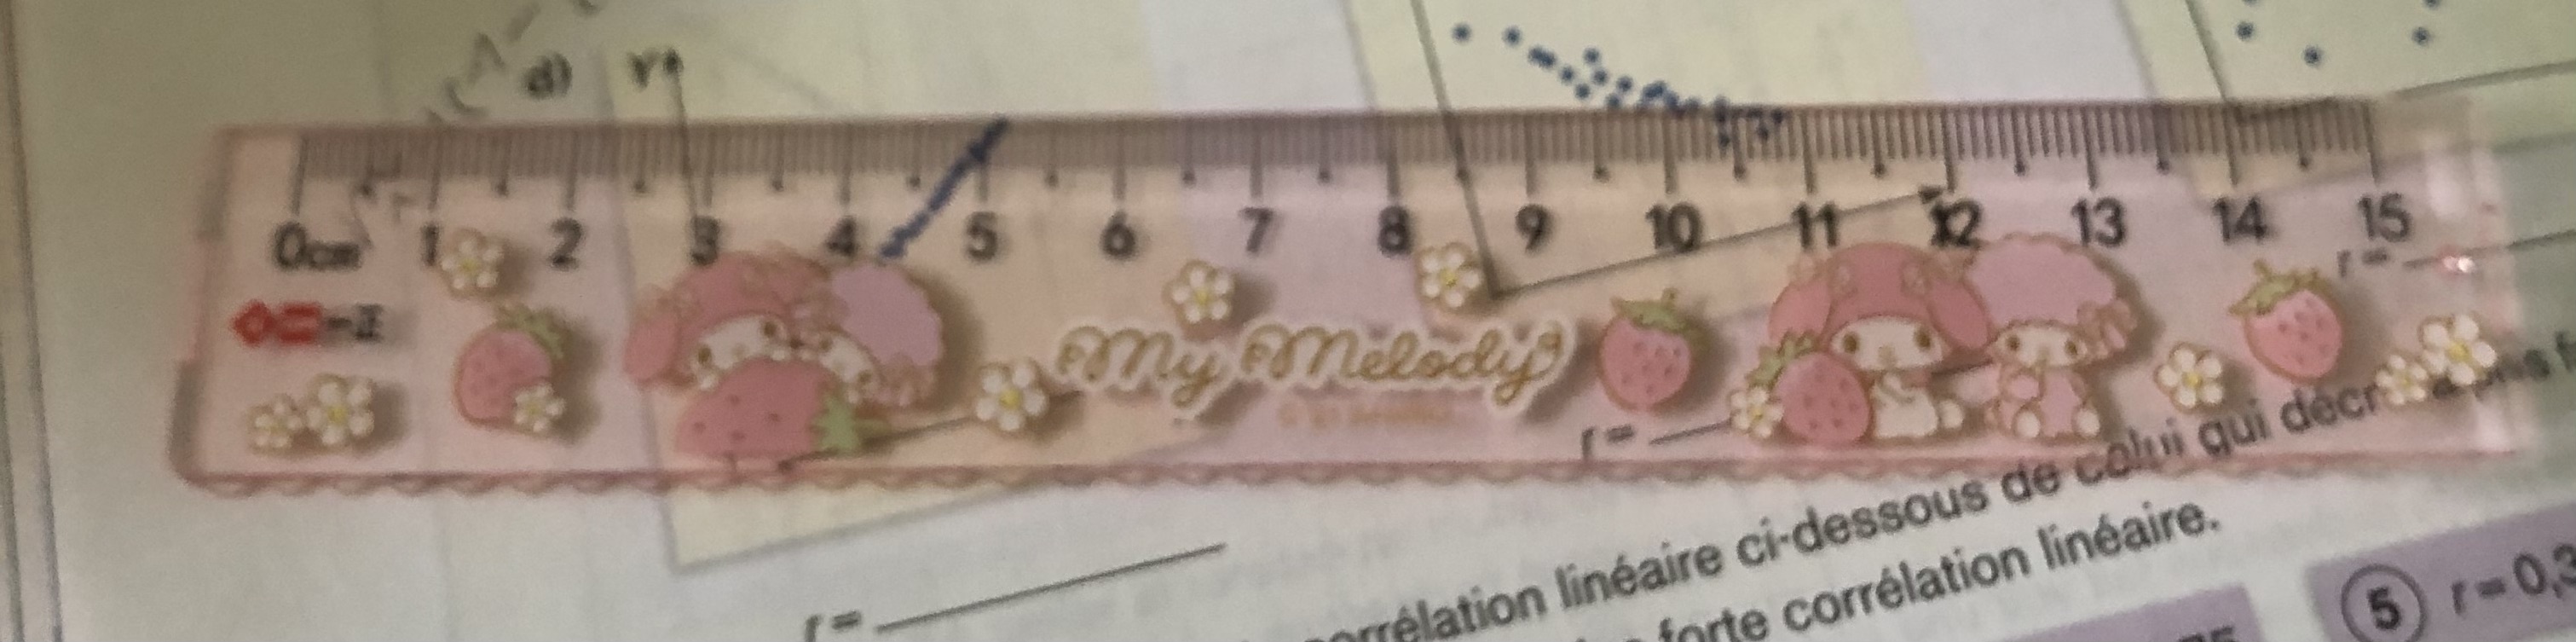 d) Y
0cm 1 2 3 4 5 6 7 8 9 10 11 12 13 14 15
My Melody
r = 
r = 
r = 
corrélation linéaire ci-dessous de celui qui décr
forte corrélation linéaire.
5 r = 0,3